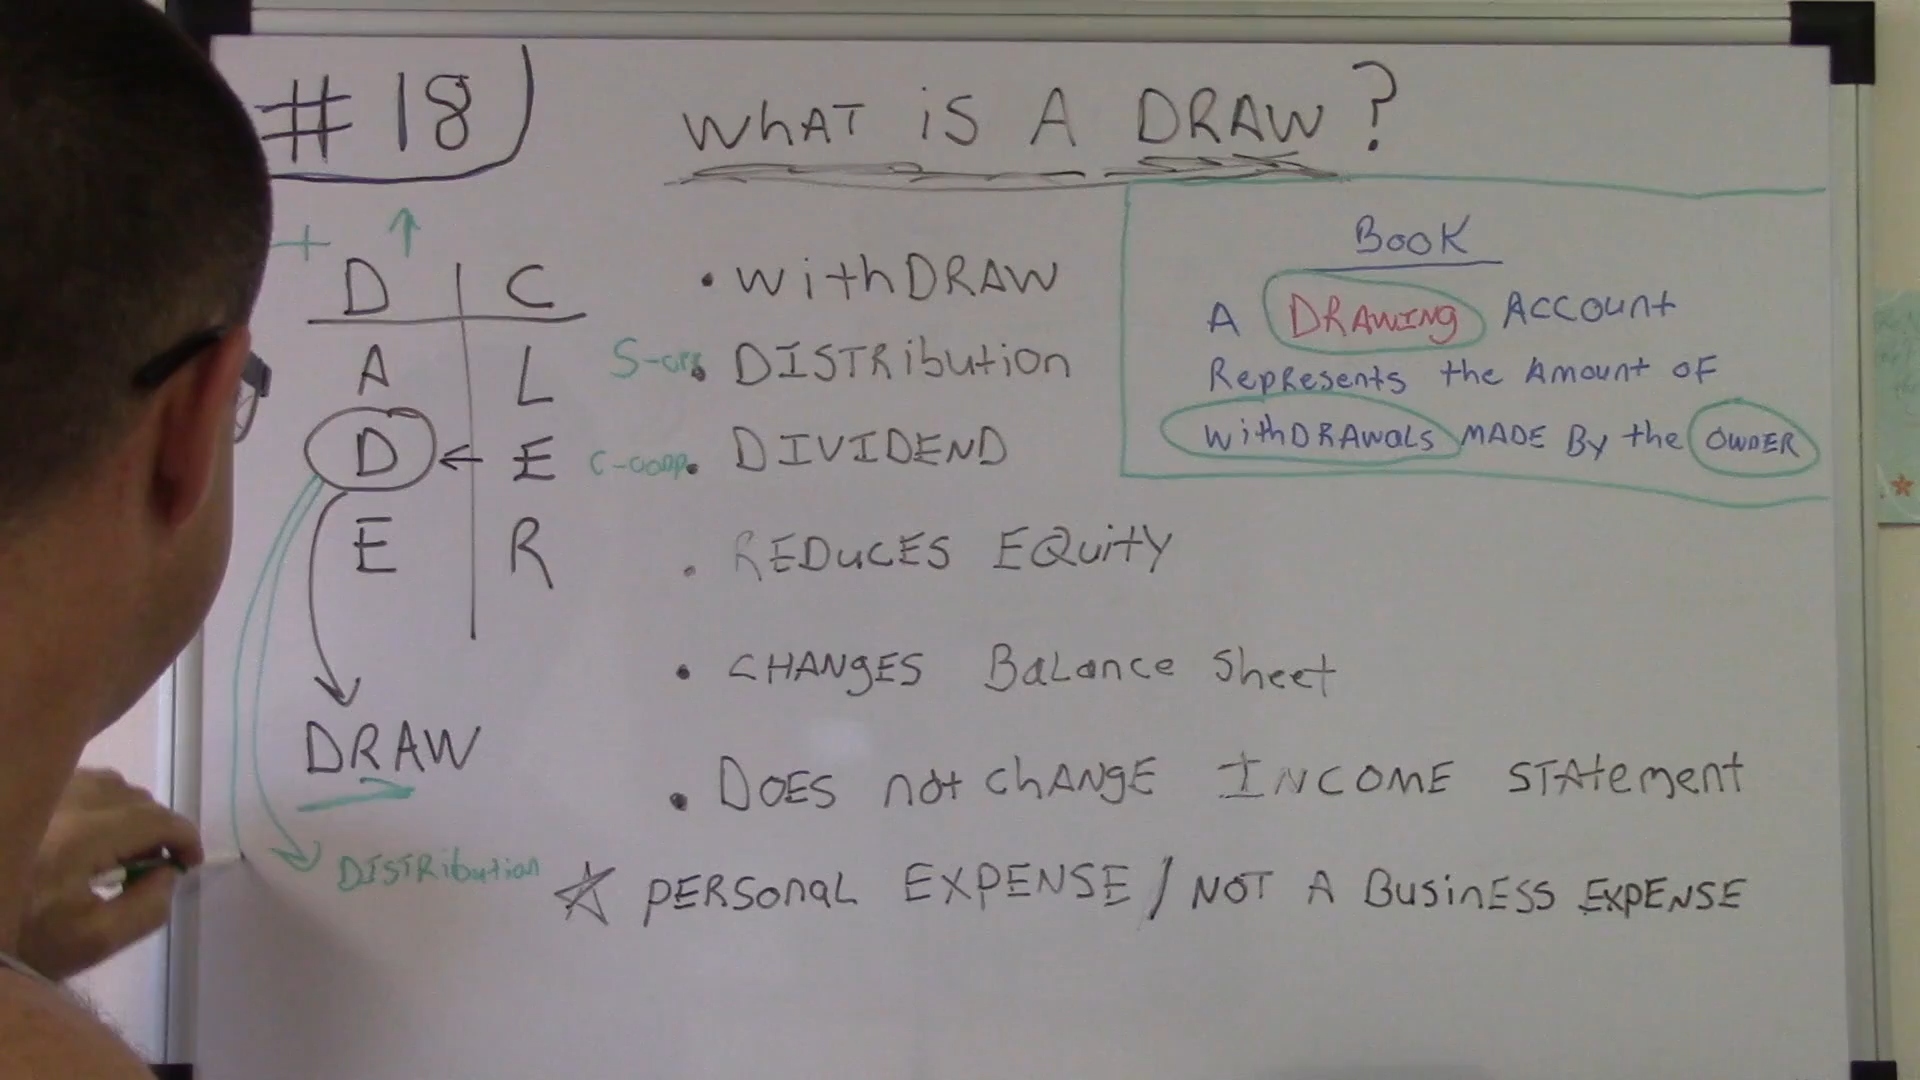 #18
WhAT iS A DRAW?
+ ↑
D | C
A L
D ← E
E R
DRAW
DISTRibution
• withDRAW
S-corp • DISTRibution
C-corp • DIVIDEND
• REDUCES EQuity
• CHANgES BaLance Sheet
• DOES not chANgE INCOME STAtement
☆ PERSonaL EXPENSE / NOT A BusinESS EXPENSE
BooK
A DRAWING Account
RepResents the Amount oF
withDRAWaLs MADE By the OWNER